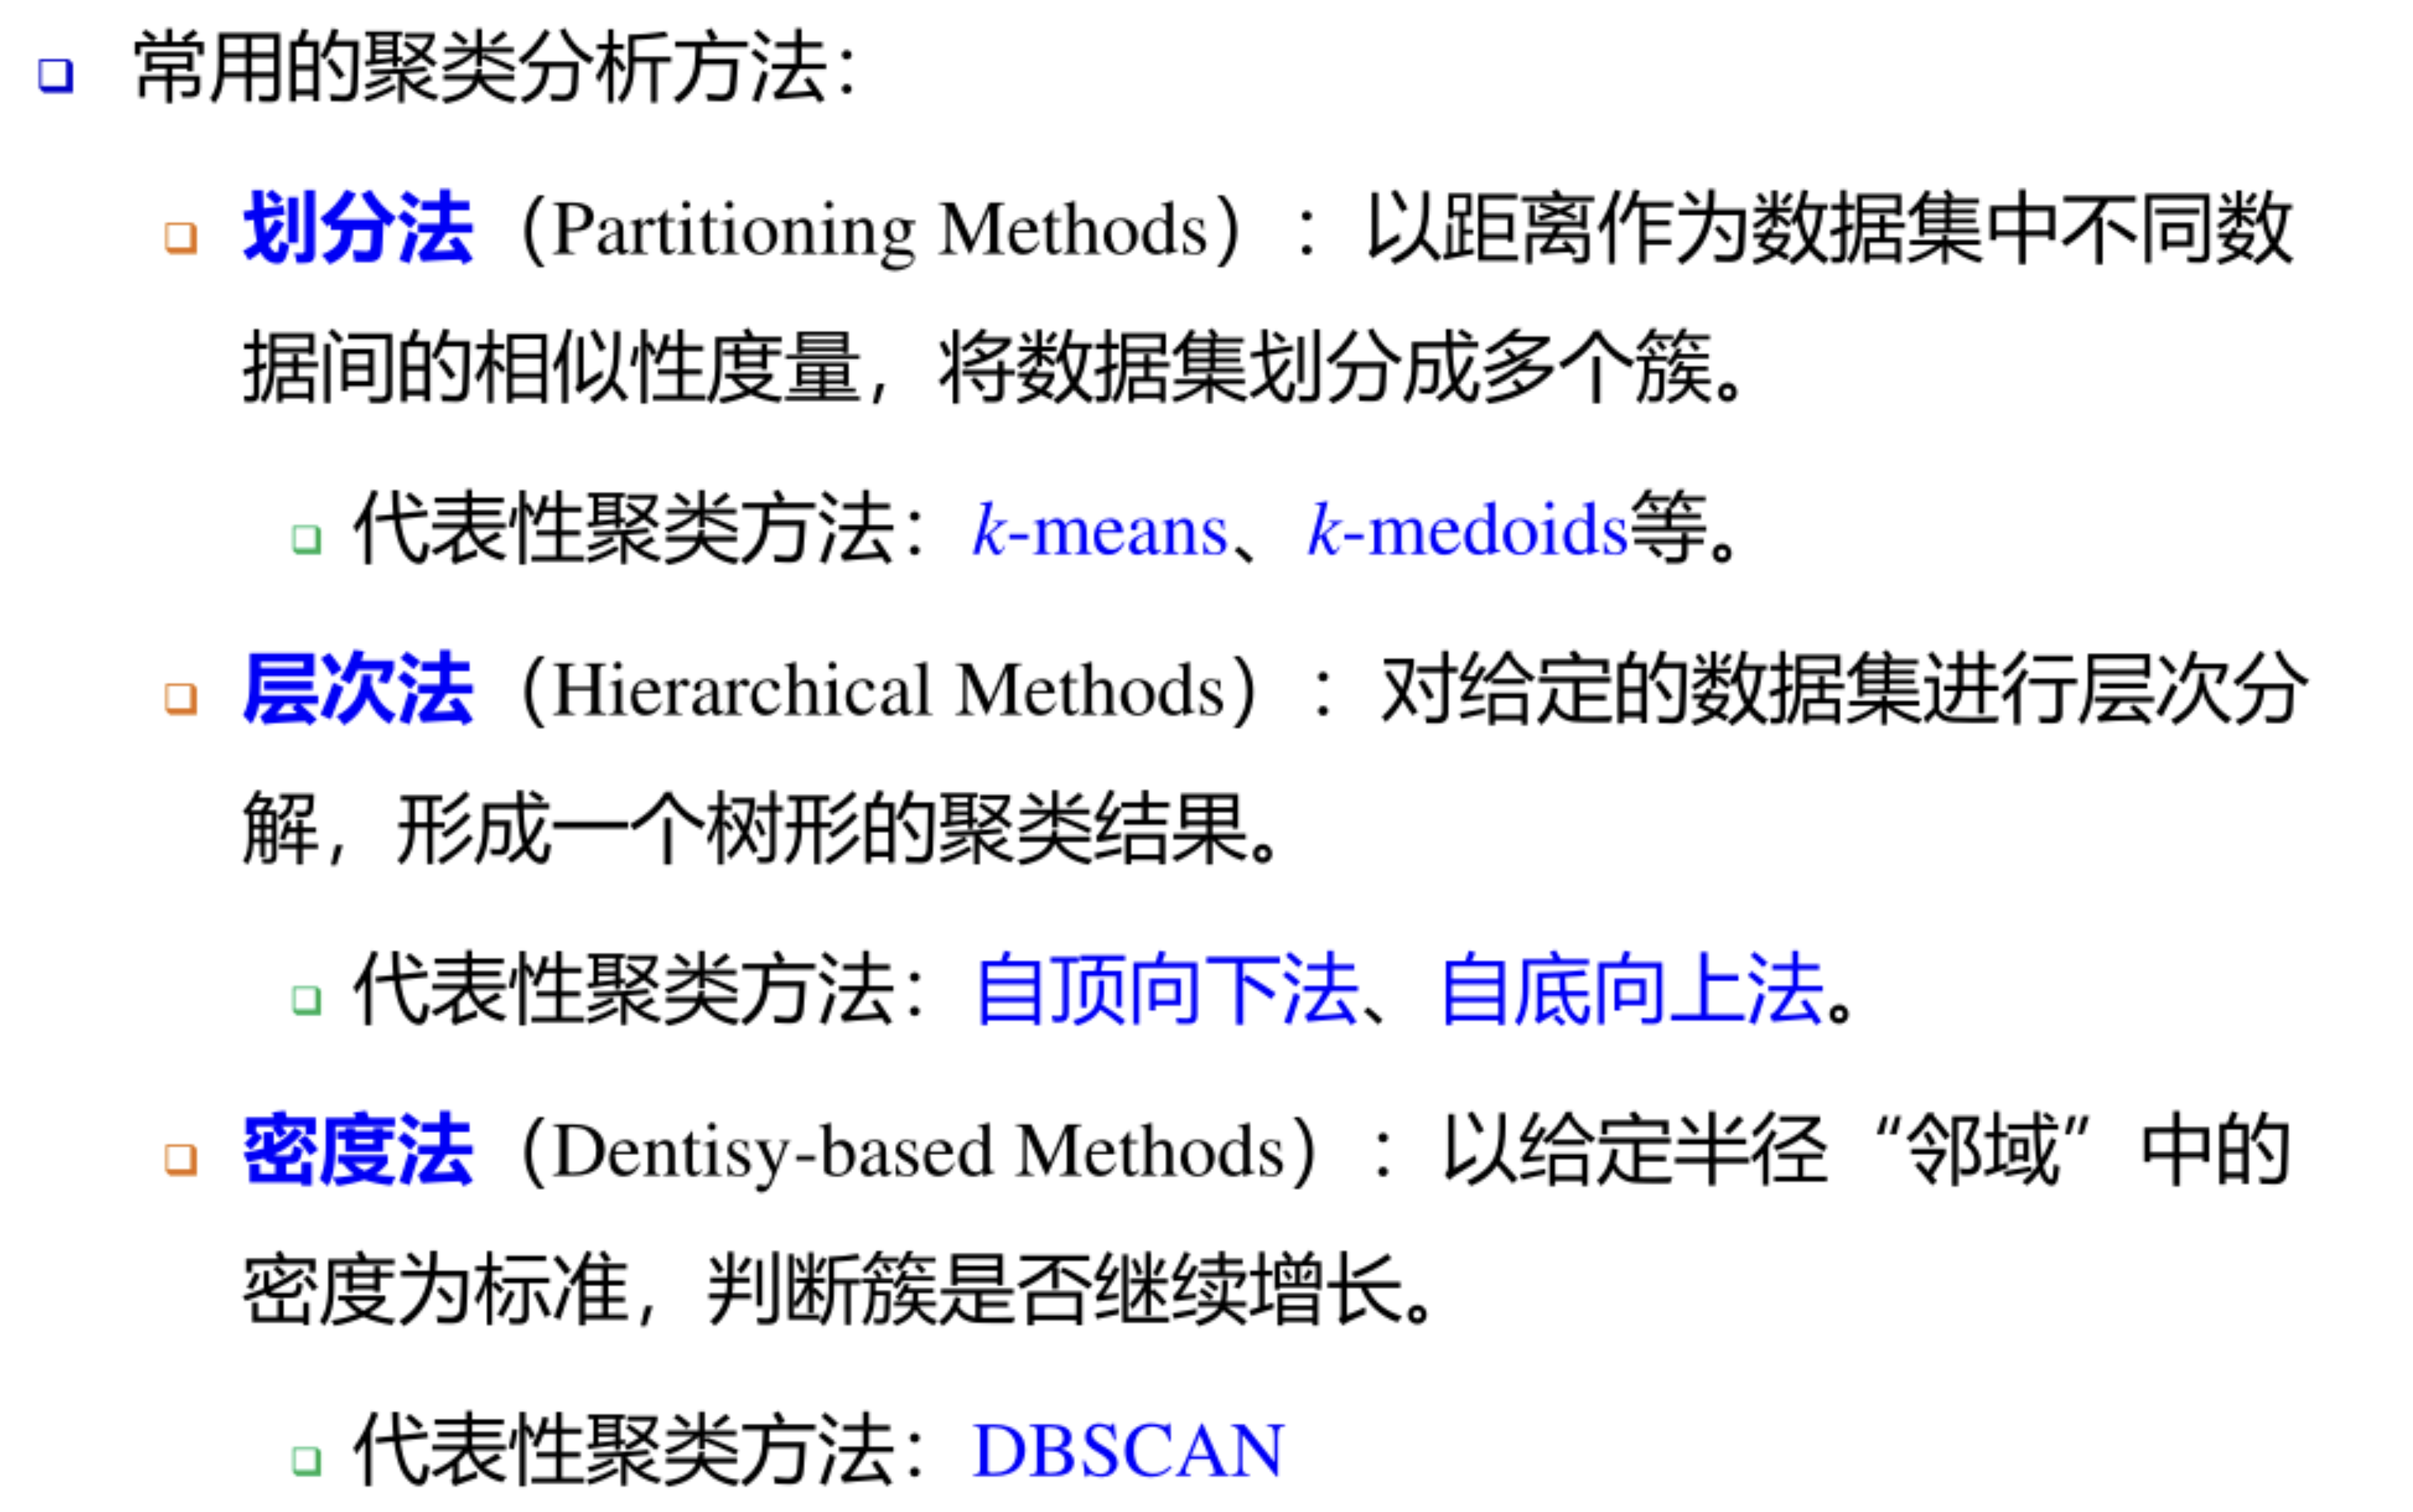 常用的聚类分析方法：
划分法（Partitioning Methods）：以距离作为数据集中不同数
据间的相似性度量，将数据集划分成多个簇。
代表性聚类方法：k-means、k-medoids等。
层次法（Hierarchical Methods）：对给定的数据集进行层次分
解，形成一个树形的聚类结果。
代表性聚类方法：自顶向下法、自底向上法。
密度法（Dentisy-based Methods）：以给定半径“邻域”中的
密度为标准，判断簇是否继续增长。
代表性聚类方法：DBSCAN